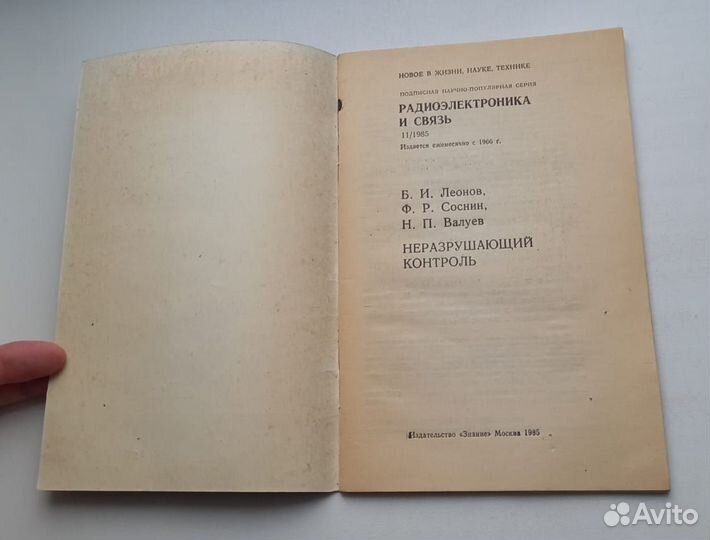 НОВОЕ В ЖИЗНИ, НАУКЕ, ТЕХНИКЕ
ПОДПИСНАЯ НАУЧНО-ПОПУЛЯРНАЯ СЕРИЯ
РАДИОЭЛЕКТРОНИКА
И СВЯЗЬ
11/1985
Издается ежемесячно с 1966 г.
Б. И. Леонов,
Ф. Р. Соснин,
Н. П. Валуев
НЕРАЗРУШАЮЩИЙ
КОНТРОЛЬ
Издательство «Знание» Москва 1985
Avito